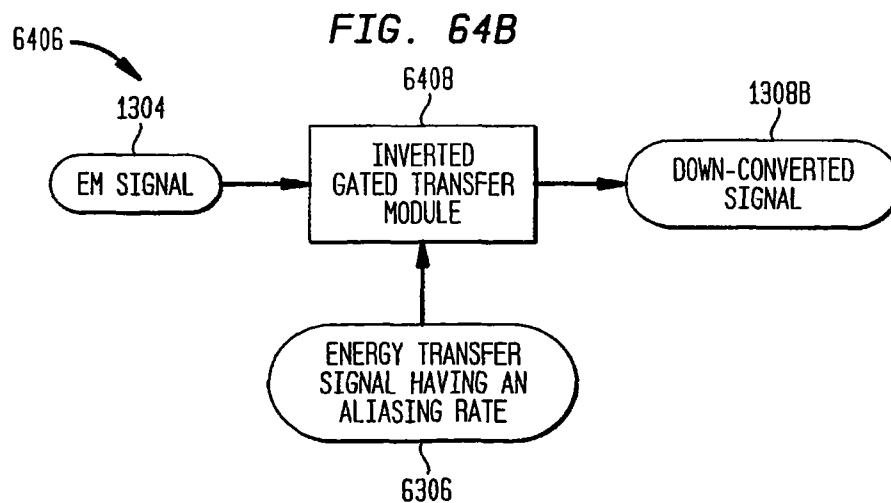 FIG. 64B
6406
1304
6408
1308B
EM SIGNAL
INVERTED
GATED TRANSFER
MODULE
DOWN-CONVERTED
SIGNAL
ENERGY TRANSFER
SIGNAL HAVING AN
ALIASING RATE
6306